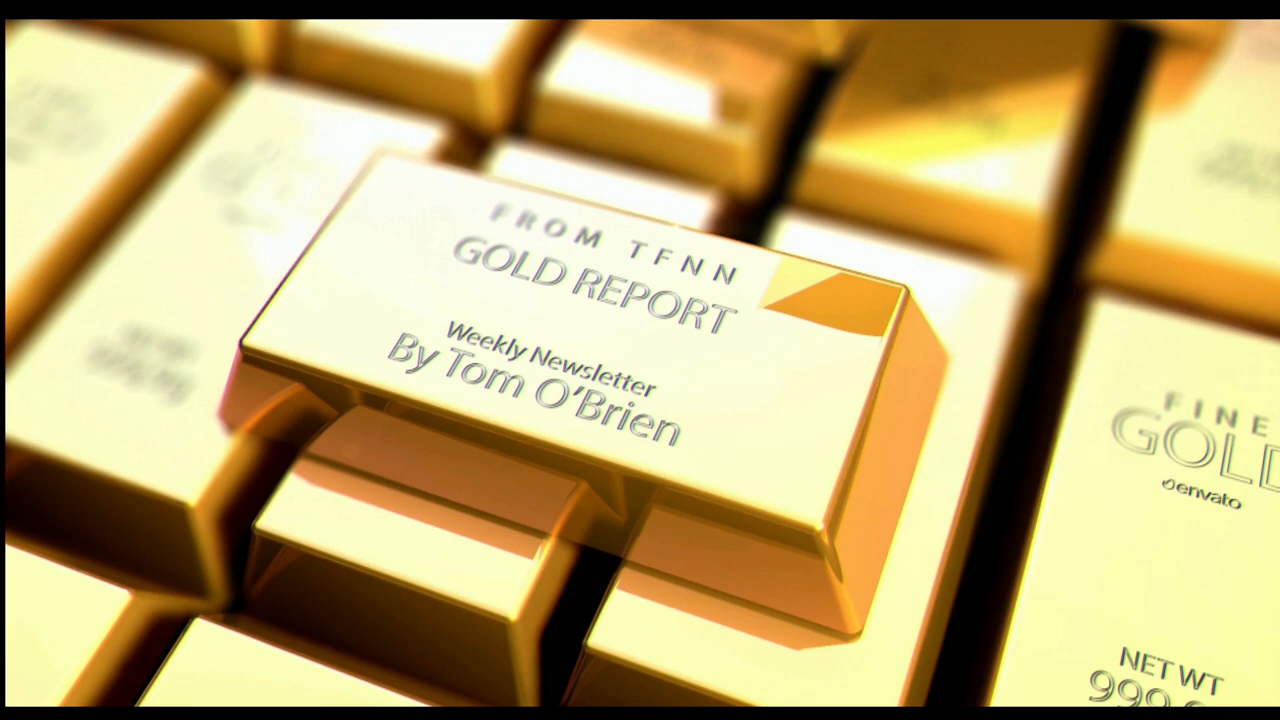 FROM TFNN
GOLD REPORT
Weekly Newsletter
By Tom O'Brien
FINE
GOLD
envato
NET WT